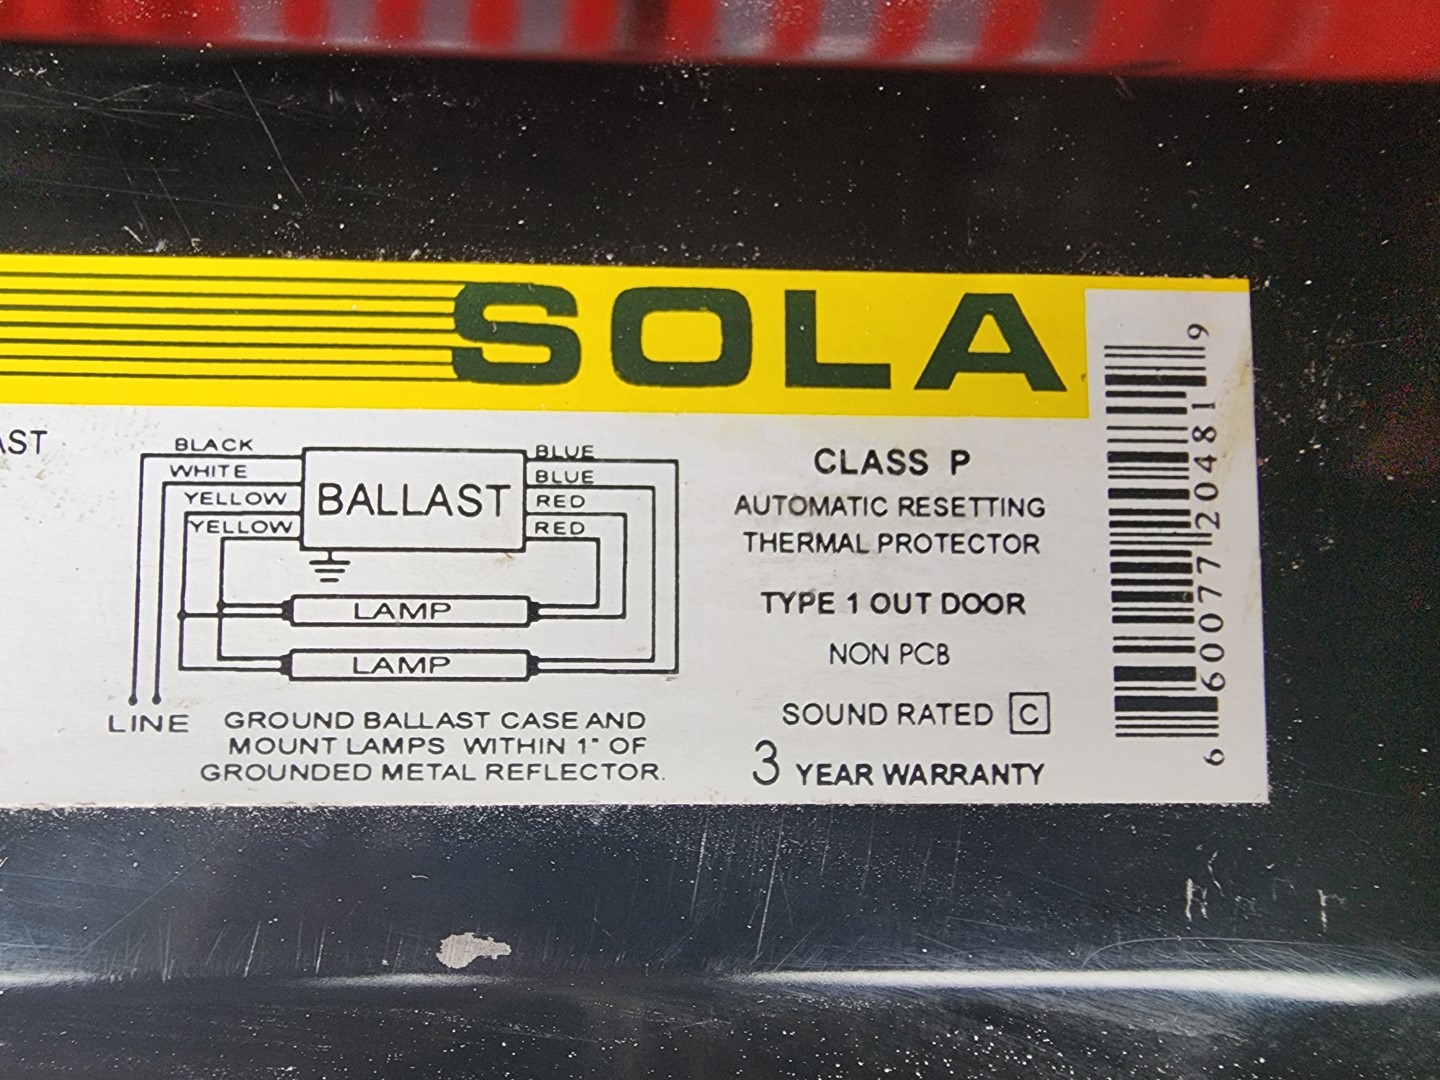 SOLA
AST
BLACK
WHITE
YELLOW
YELLOW
BALLAST
BLUE
BLUE
RED
RED
LAMP
LAMP
LINE
GROUND BALLAST CASE AND
MOUNT LAMPS WITHIN 1" OF
GROUNDED METAL REFLECTOR.
CLASS P
AUTOMATIC RESETTING
THERMAL PROTECTOR
TYPE 1 OUT DOOR
NON PCB
SOUND RATED C
3 YEAR WARRANTY
6 60077 20481 9